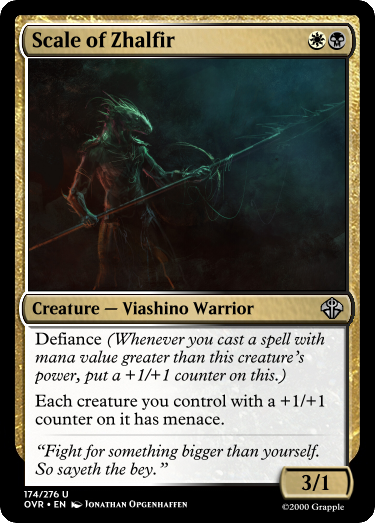 Scale of Zhalfir
Creature — Viashino Warrior
Defiance (Whenever you cast a spell with
mana value greater than this creature's
power, put a +1/+1 counter on this.)
Each creature you control with a +1/+1
counter on it has menace.
“Fight for something bigger than yourself.
So sayeth the bey.”
3/1
174/276 U
OVR • EN Jonathan Opgenhaffen
©2000 Grapple